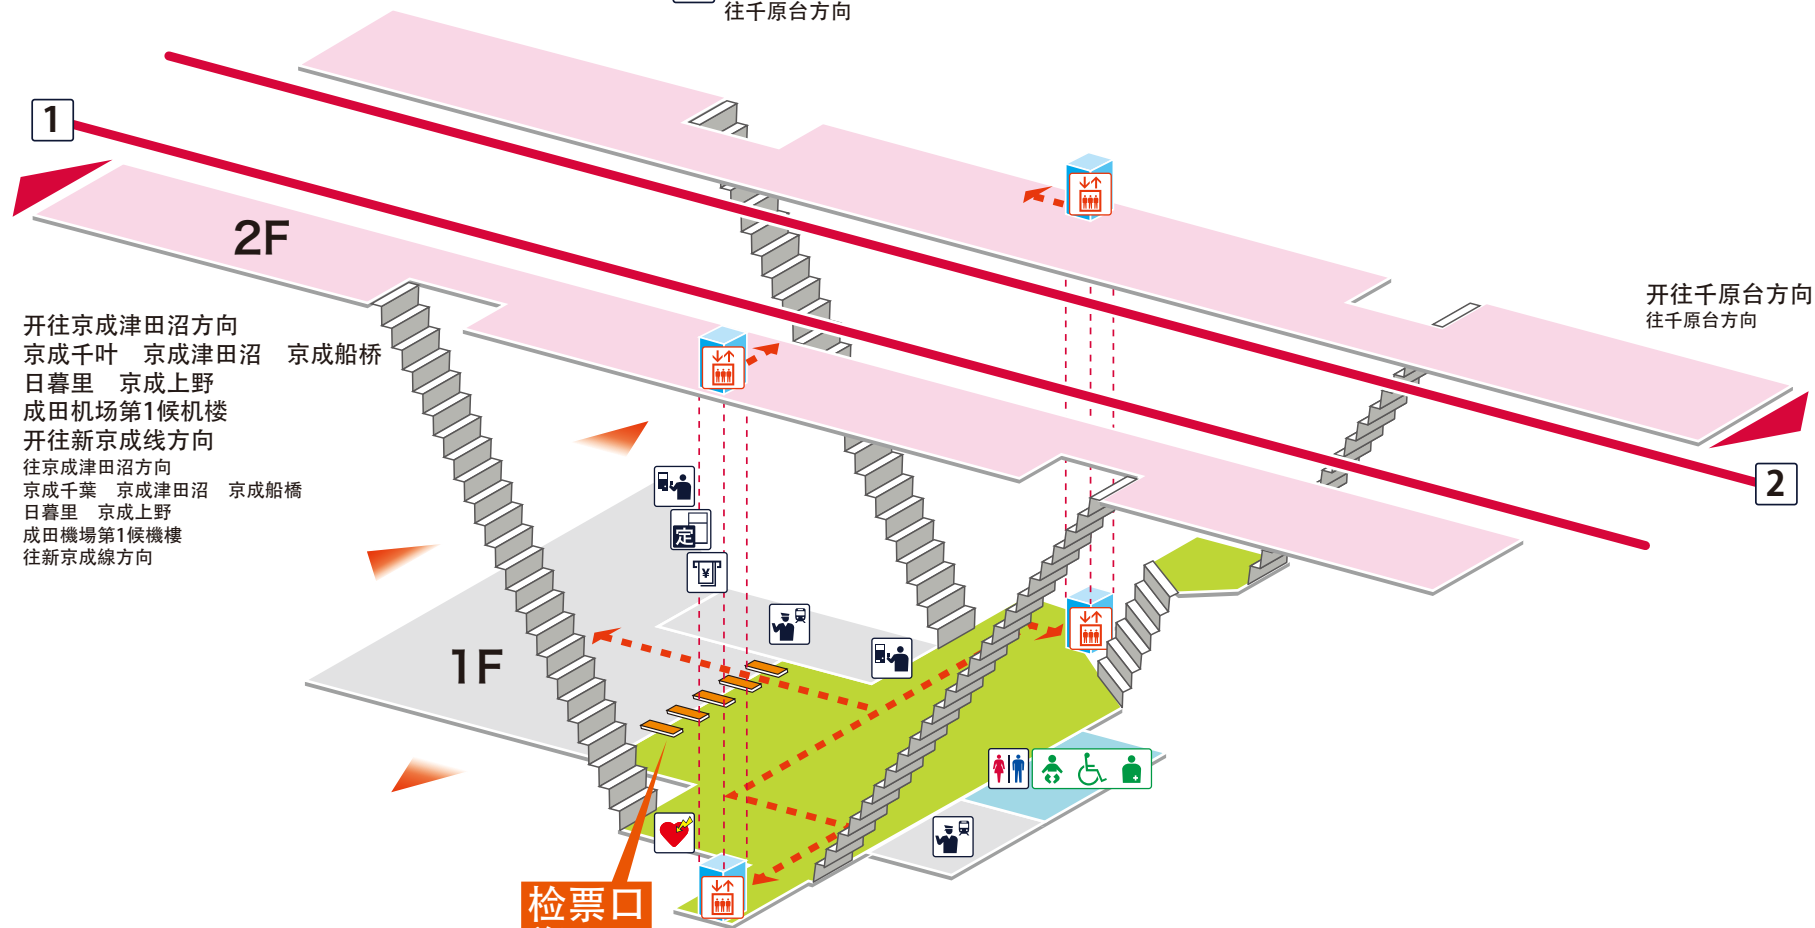 往千原台方向
1
2F
开往京成津田沼方向
京成千叶　京成津田沼　京成船桥
日暮里　京成上野
成田机场第1候机楼
开往新京成线方向
往京成津田沼方向
京成千葉　京成津田沼　京成船橋
日暮里　京成上野
成田機場第1候機樓
往新京成線方向
开往千原台方向
往千原台方向
2
定
¥
1F
检票口